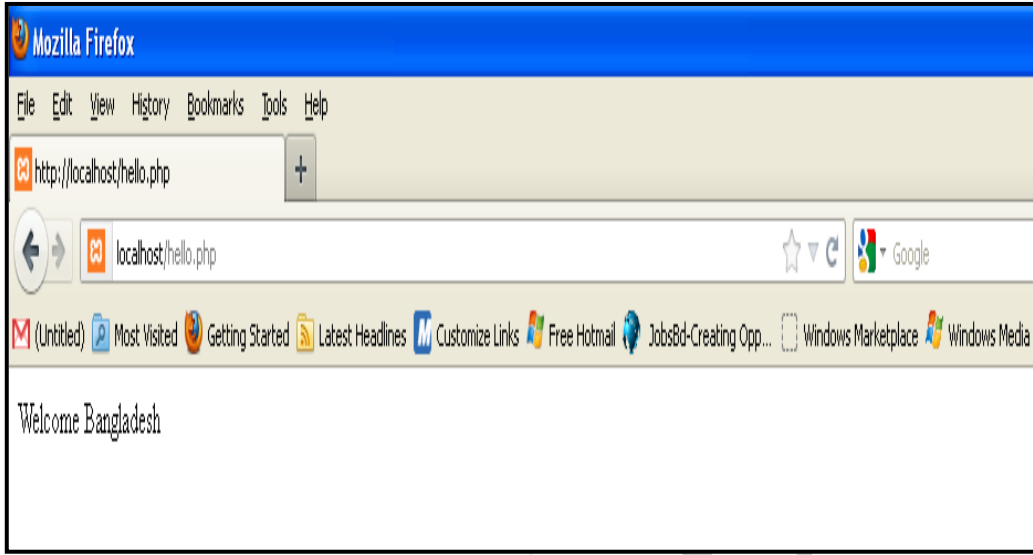 Mozilla Firefox
File Edit View History Bookmarks Tools Help
http://localhost/hello.php +
localhost/hello.php Google
(Untitled) Most Visited Getting Started Latest Headlines Customize Links Free Hotmail JobsBd-Creating Opp... Windows Marketplace Windows Media
Welcome Bangladesh